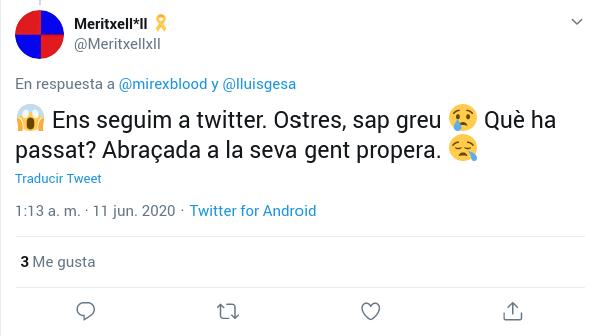 Meritxell*ll 🎗
@Meritxellxll
En respuesta a @mirexblood y @lluisgesa
😱 Ens seguim a twitter. Ostres, sap greu 😢 Què ha
passat? Abraçada a la seva gent propera. 😪
Traducir Tweet
1:13 a. m. · 11 jun. 2020 · Twitter for Android
3 Me gusta